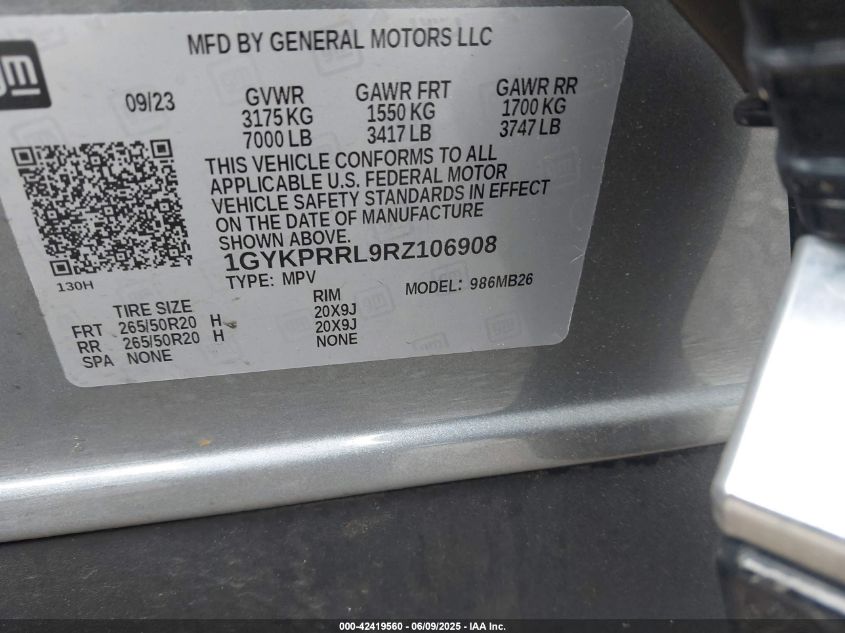 gm
MFD BY GENERAL MOTORS LLC
09/23
GVWR
3175 KG
7000 LB
GAWR FRT
1550 KG
3417 LB
GAWR RR
1700 KG
3747 LB
THIS VEHICLE CONFORMS TO ALL
APPLICABLE U.S. FEDERAL MOTOR
VEHICLE SAFETY STANDARDS IN EFFECT
ON THE DATE OF MANUFACTURE
SHOWN ABOVE.
1GYKPRRL9RZ106908
TYPE: MPV
MODEL: 986MB26
130H
TIRE SIZE
RIM
FRT 265/50R20 H 20X9J
RR 265/50R20 H 20X9J
SPA NONE NONE
000-42419560 - 06/09/2025 - IAA Inc.